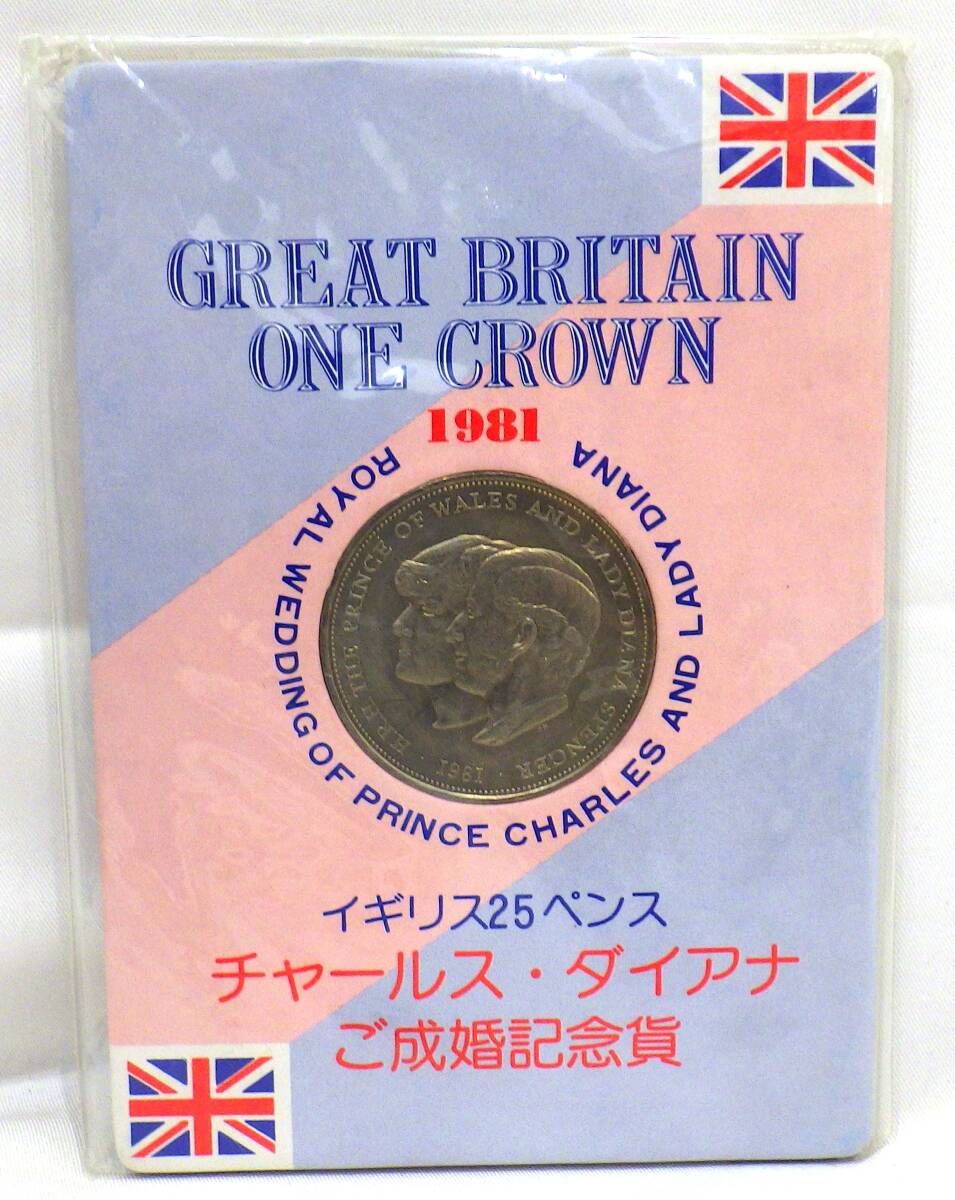 GREAT BRITAIN
ONE CROWN
1981
ROYAL WEDDING OF PRINCE CHARLES AND LADY DIANA
H.R.H. THE PRINCE OF WALES AND LADY DIANA SPENCER
· 1981 ·
イギリス25ペンス
チャールス・ダイアナ
ご成婚記念貨